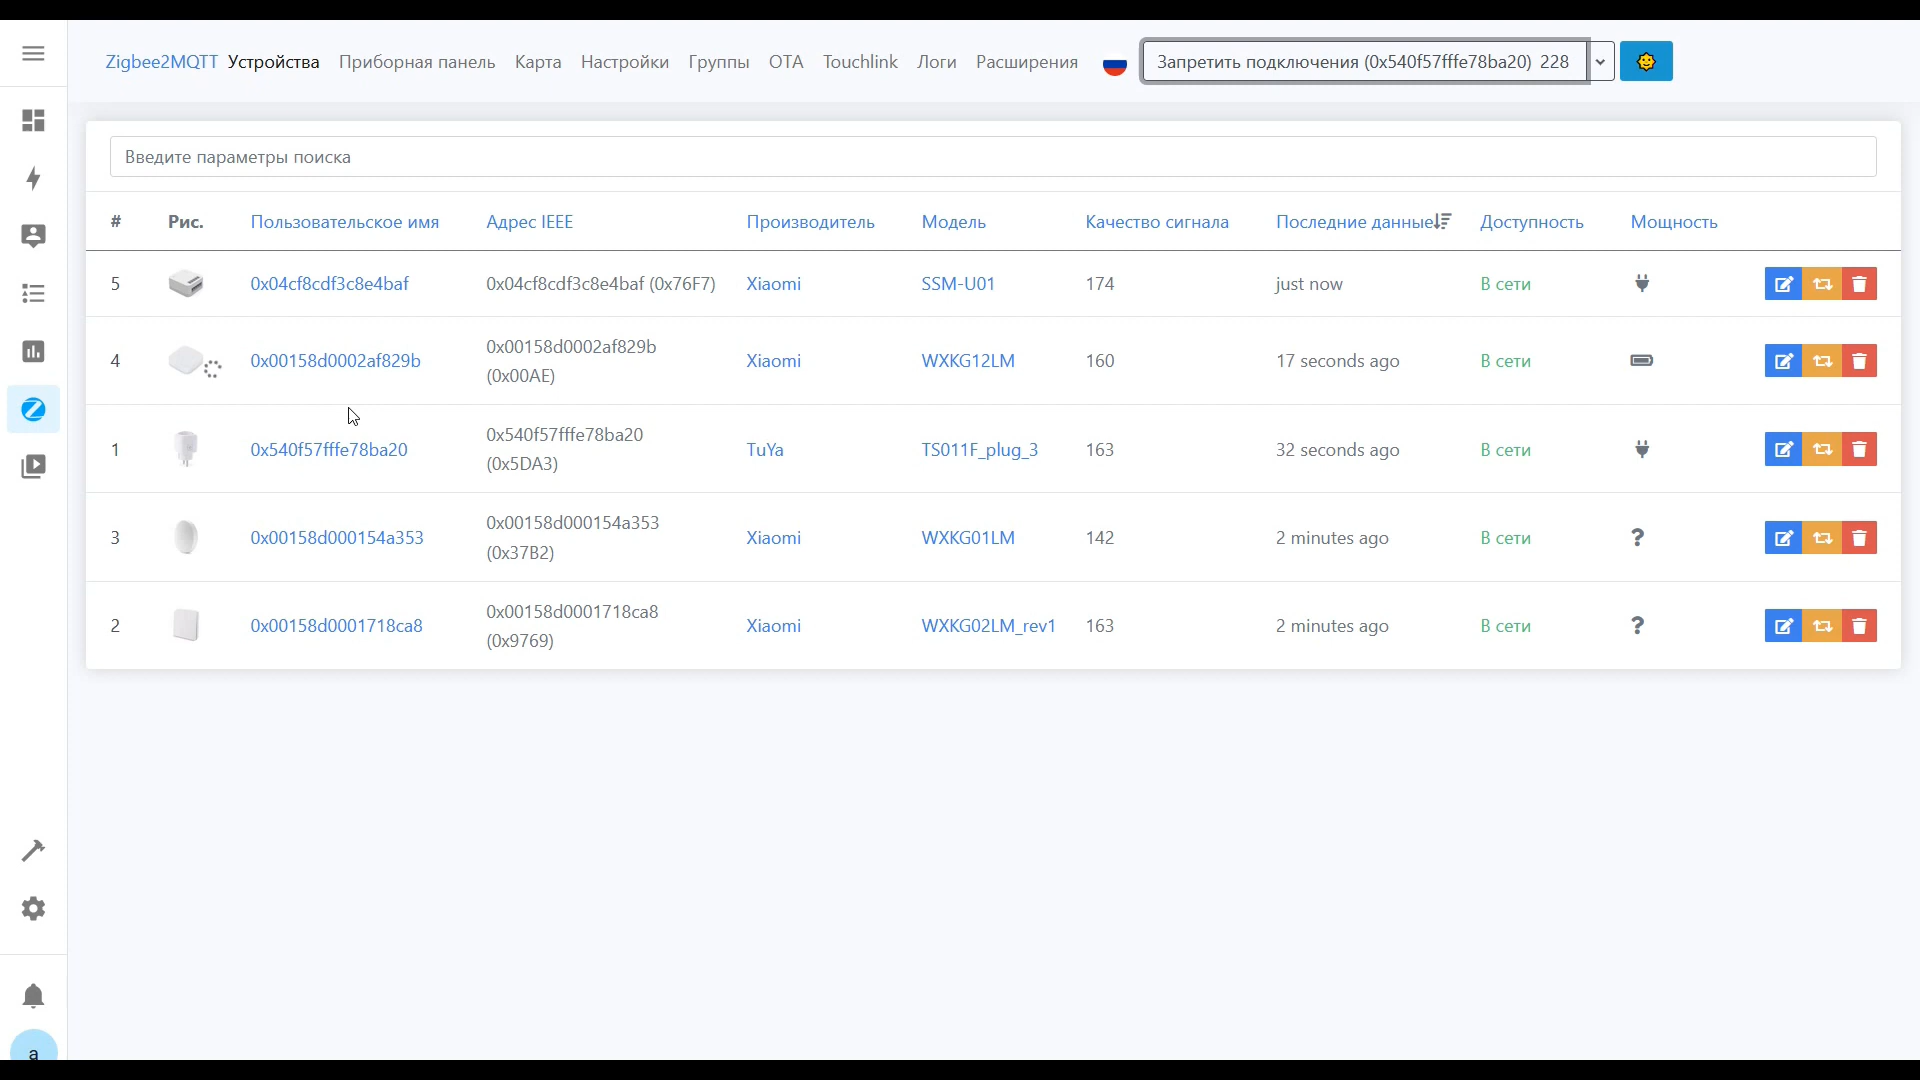 Zigbee2MQTT Устройства Приборная панель Карта Настройки Группы OTA Touchlink Логи Расширения Запретить подключения (0x540f57fffe78ba20) 228
Введите параметры поиска
# Рис. Пользовательское имя Адрес IEEE Производитель Модель Качество сигнала Последние данные Доступность Мощность
5 0x04cf8cdf3c8e4baf 0x04cf8cdf3c8e4baf (0x76F7) Xiaomi SSM-U01 174 just now В сети
4 0x00158d0002af829b 0x00158d0002af829b (0x00AE) Xiaomi WXKG12LM 160 17 seconds ago В сети
1 0x540f57fffe78ba20 0x540f57fffe78ba20 (0x5DA3) TuYa TS011F_plug_3 163 32 seconds ago В сети
3 0x00158d000154a353 0x00158d000154a353 (0x37B2) Xiaomi WXKG01LM 142 2 minutes ago В сети ?
2 0x00158d0001718ca8 0x00158d0001718ca8 (0x9769) Xiaomi WXKG02LM_rev1 163 2 minutes ago В сети ?
a